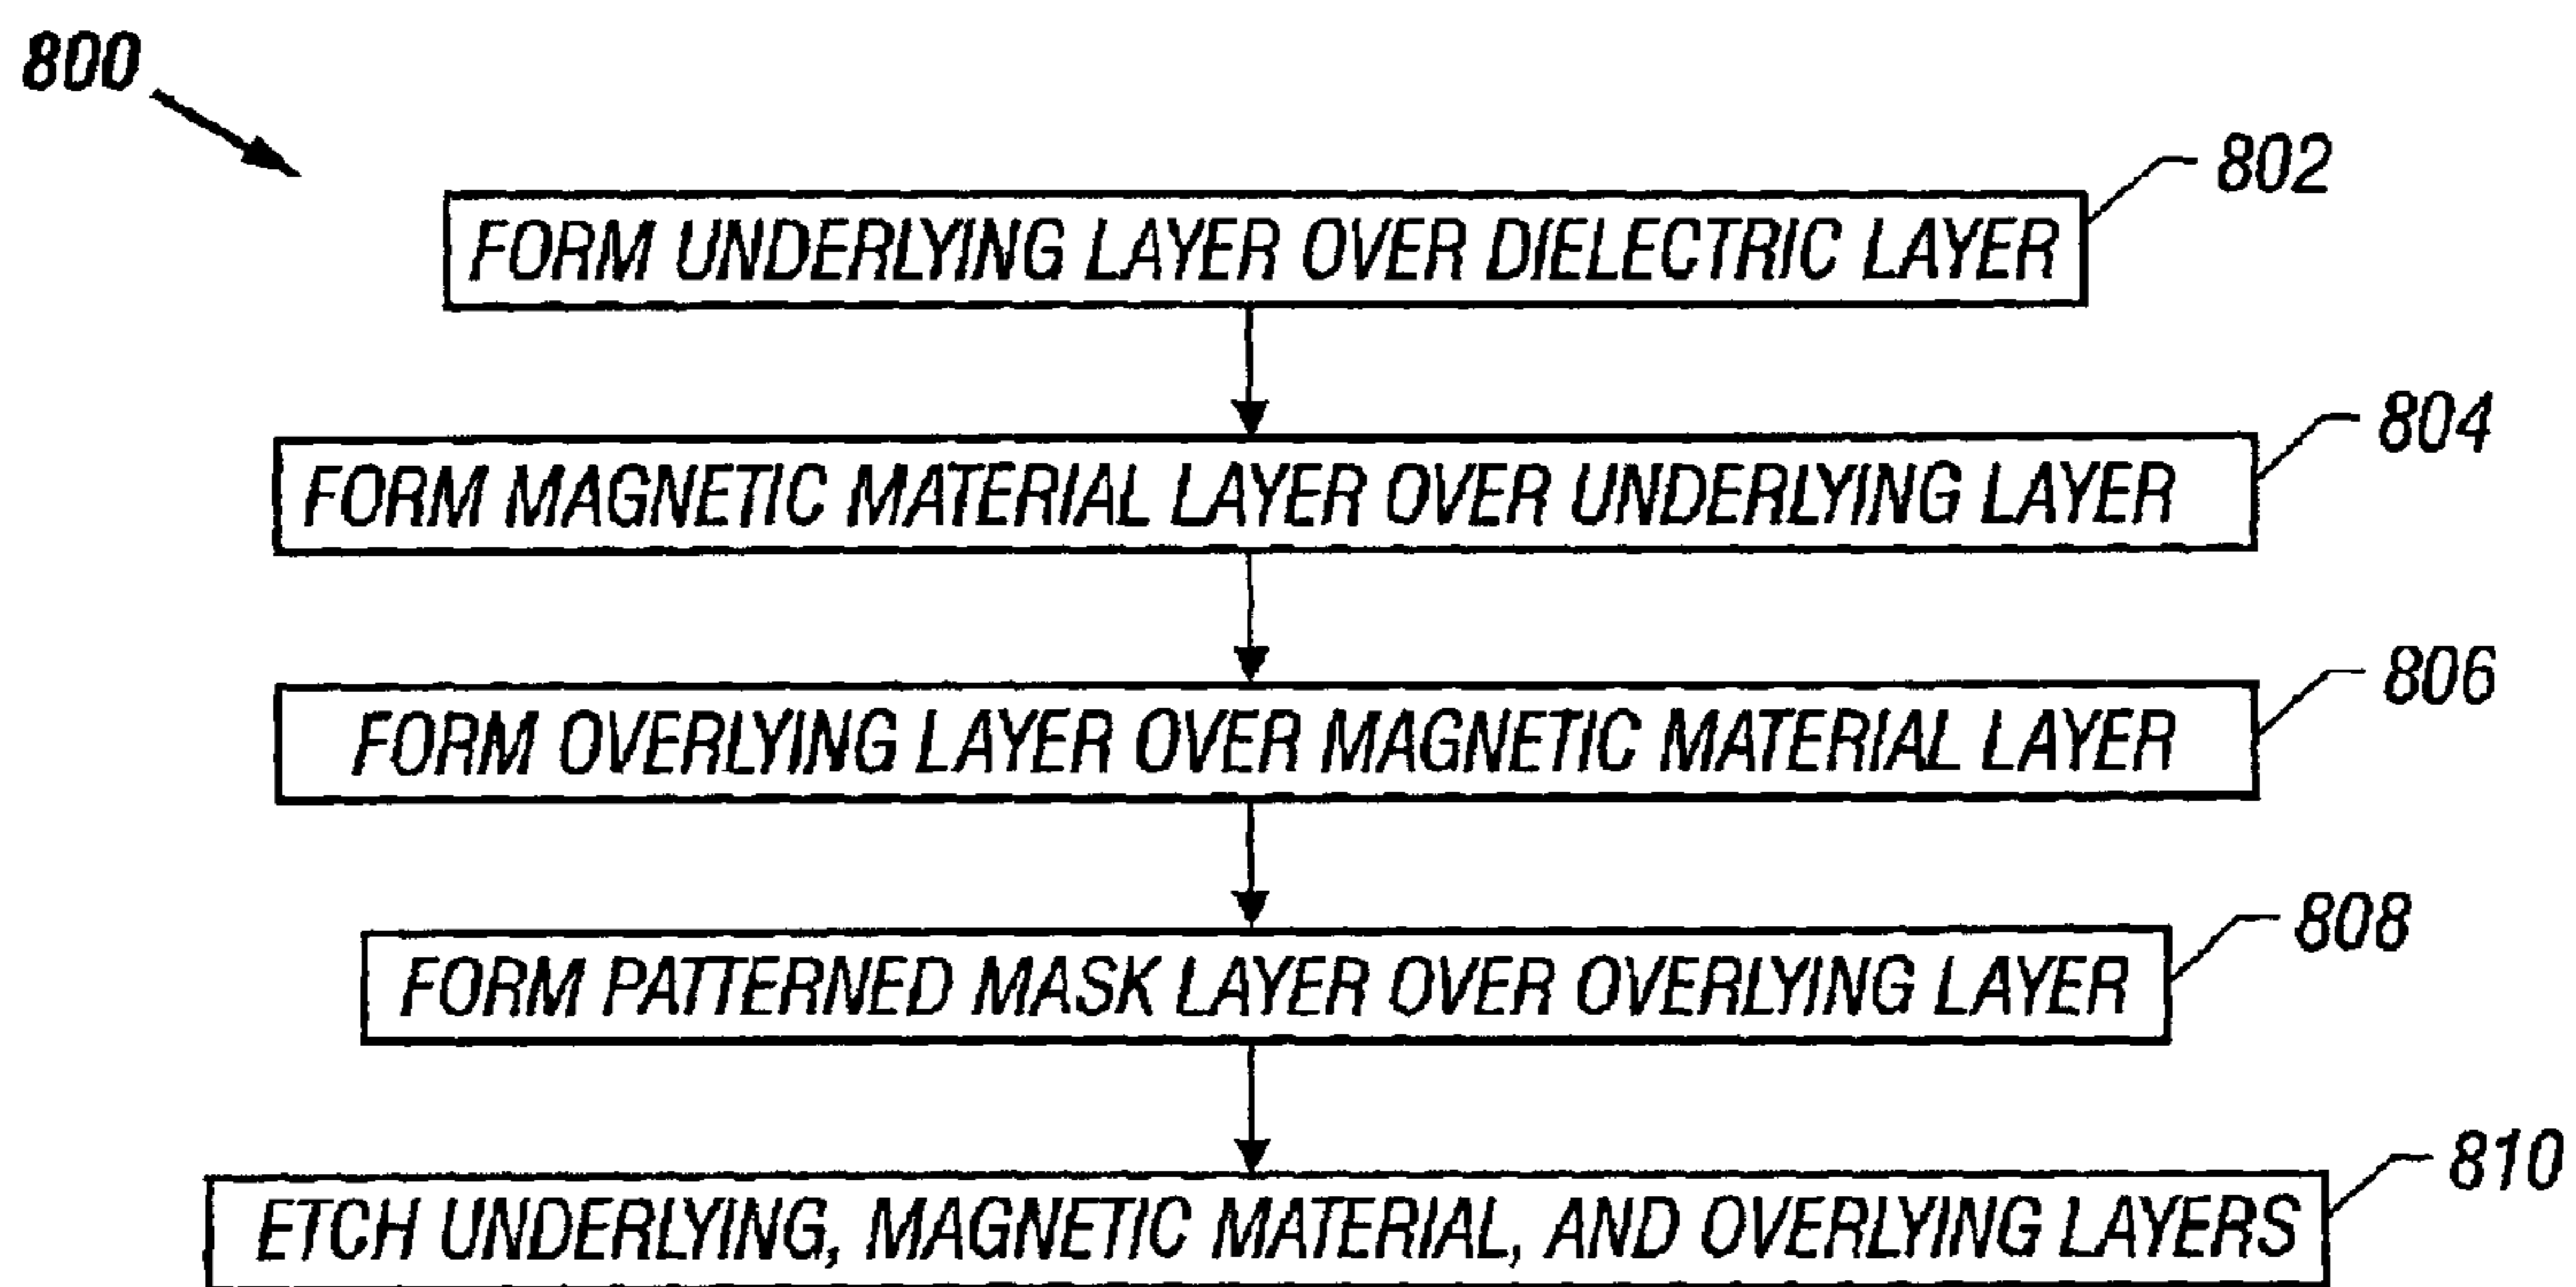 800
802
FORM UNDERLYING LAYER OVER DIELECTRIC LAYER
804
FORM MAGNETIC MATERIAL LAYER OVER UNDERLYING LAYER
806
FORM OVERLYING LAYER OVER MAGNETIC MATERIAL LAYER
808
FORM PATTERNED MASK LAYER OVER OVERLYING LAYER
810
ETCH UNDERLYING, MAGNETIC MATERIAL, AND OVERLYING LAYERS